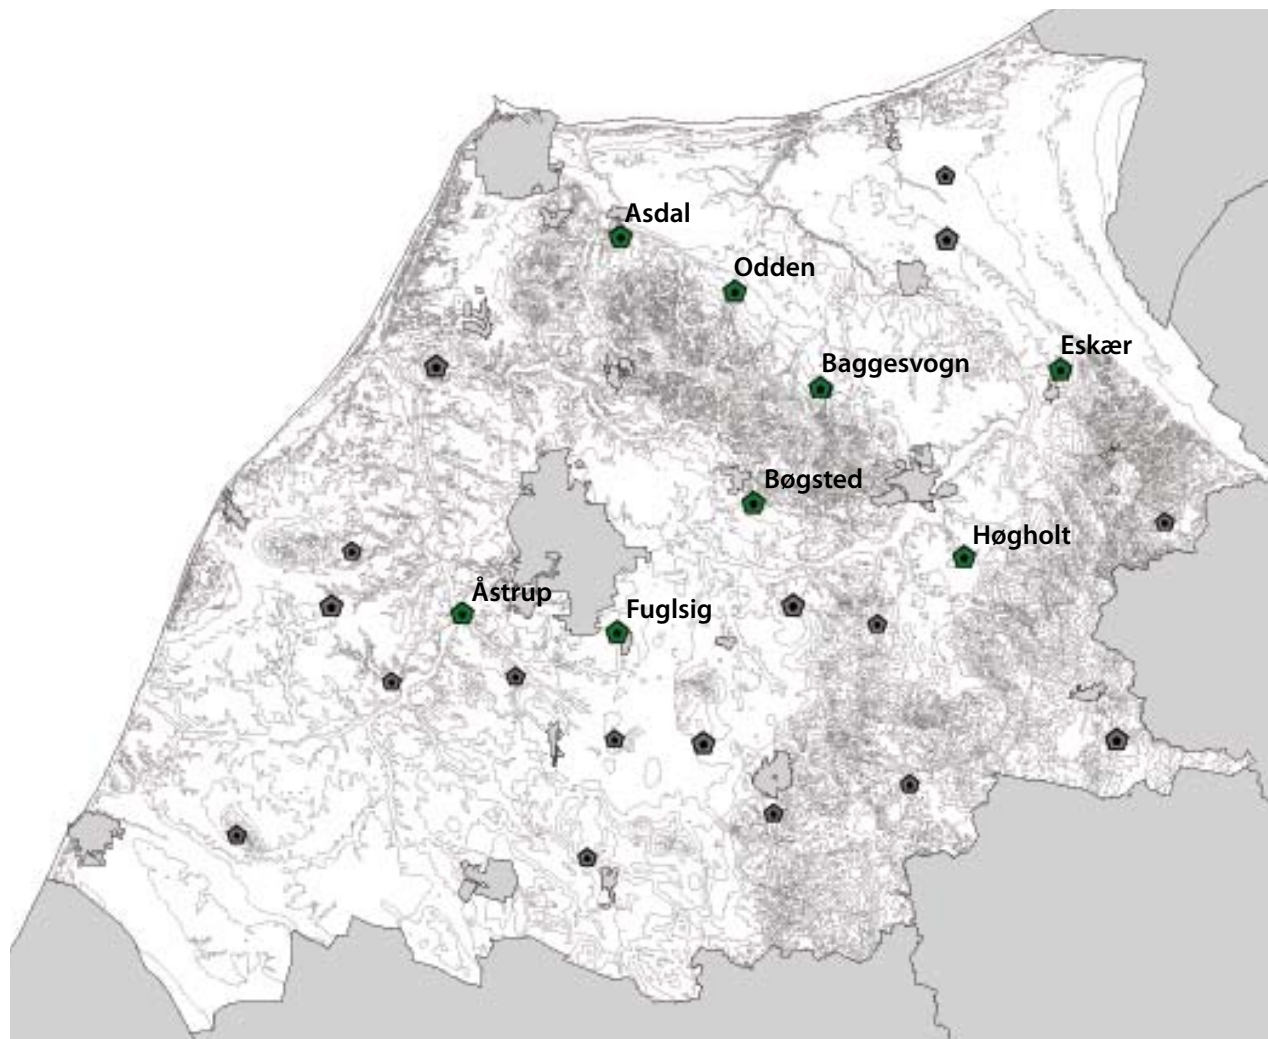 Asdal
Odden
Eskær
Baggesvogn
Bøgsted
Høgholt
Åstrup
Fuglsig